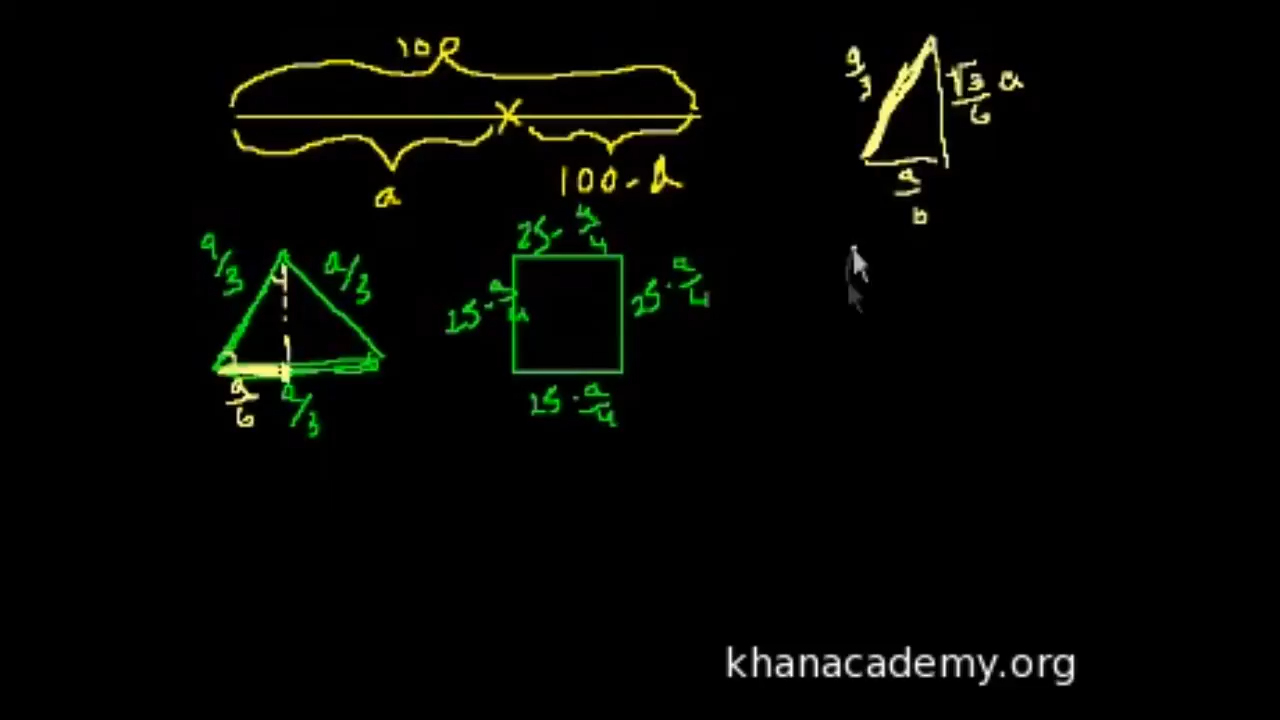 100
a
100 - a
a/3
a/3
a/6
a/3
25 - a/4
25 - a/4
25 - a/4
25 - a/4
a/3
√3/6 a
a/6
khanacademy.org